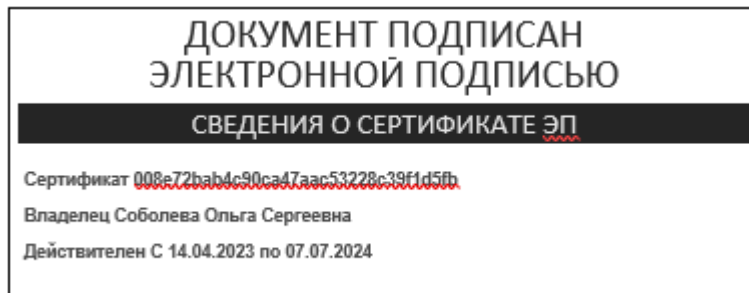 ДОКУМЕНТ ПОДПИСАН
ЭЛЕКТРОННОЙ ПОДПИСЬЮ
СВЕДЕНИЯ О СЕРТИФИКАТЕ ЭП
Сертификат 008e72bab4c90ca47aac53228c39f1d5fb
Владелец Соболева Ольга Сергеевна
Действителен С 14.04.2023 по 07.07.2024